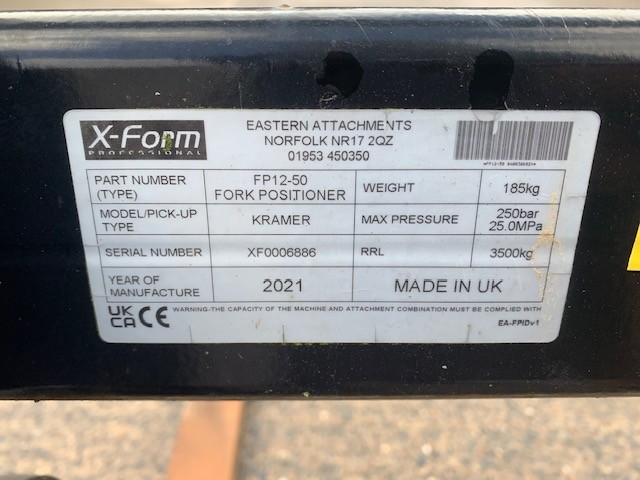 X-Form
PROFESSIONAL
EASTERN ATTACHMENTS
NORFOLK NR17 2QZ
01953 450350
PART NUMBER (TYPE) FP12-50 FORK POSITIONER WEIGHT 185kg
MODEL/PICK-UP TYPE KRAMER MAX PRESSURE 250bar 25.0MPa
SERIAL NUMBER XF0006886 RRL 3500kg
YEAR OF MANUFACTURE 2021 MADE IN UK
UK CA CE WARNING-THE CAPACITY OF THE MACHINE AND ATTACHMENT COMBINATION MUST BE COMPLIED WITH
EA-FPIDv1